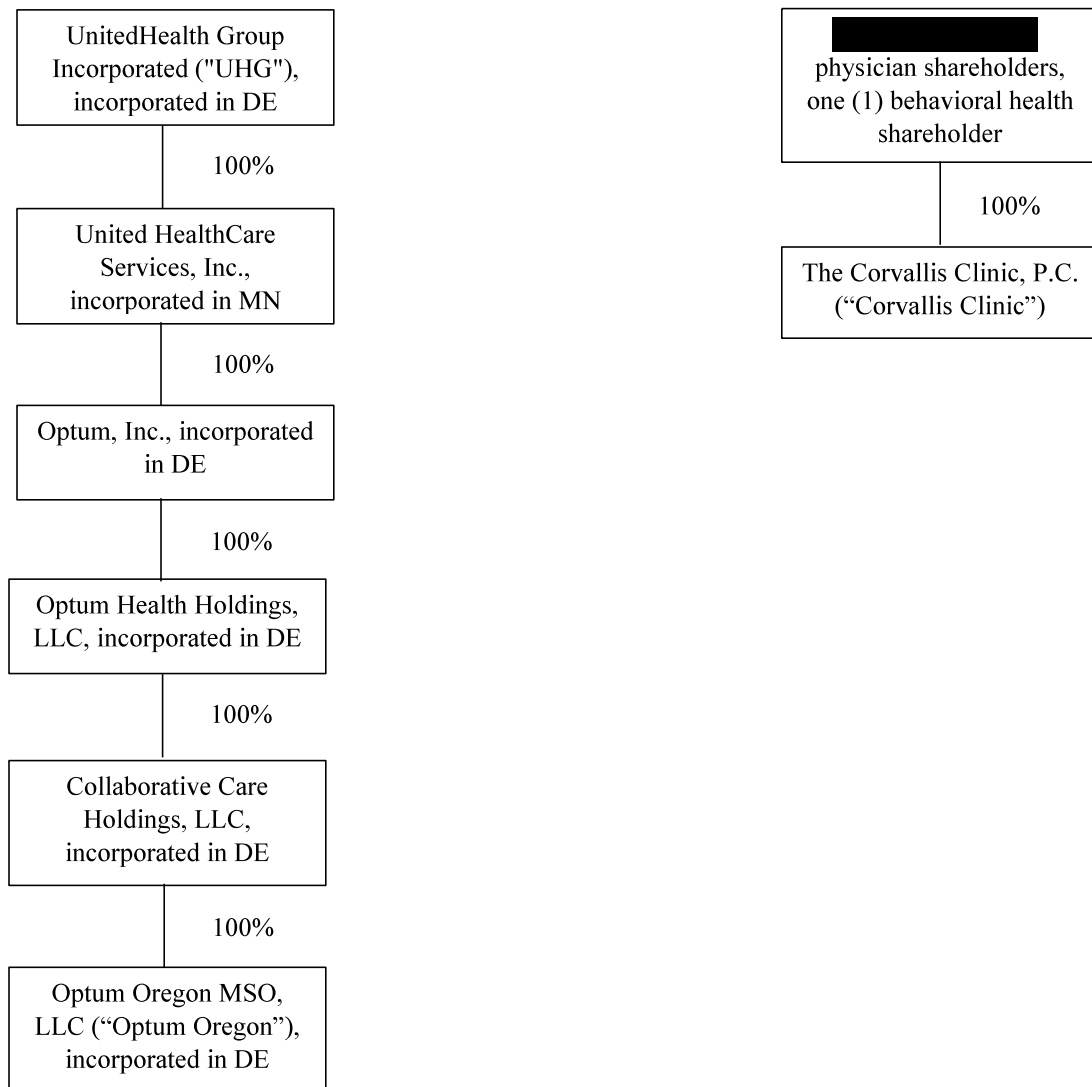 UnitedHealth Group
Incorporated ("UHG"),
incorporated in DE
100%
United HealthCare
Services, Inc.,
incorporated in MN
100%
Optum, Inc., incorporated
in DE
100%
Optum Health Holdings,
LLC, incorporated in DE
100%
Collaborative Care
Holdings, LLC,
incorporated in DE
100%
Optum Oregon MSO,
LLC (“Optum Oregon”),
incorporated in DE
physician shareholders,
one (1) behavioral health
shareholder
100%
The Corvallis Clinic, P.C.
(“Corvallis Clinic”)